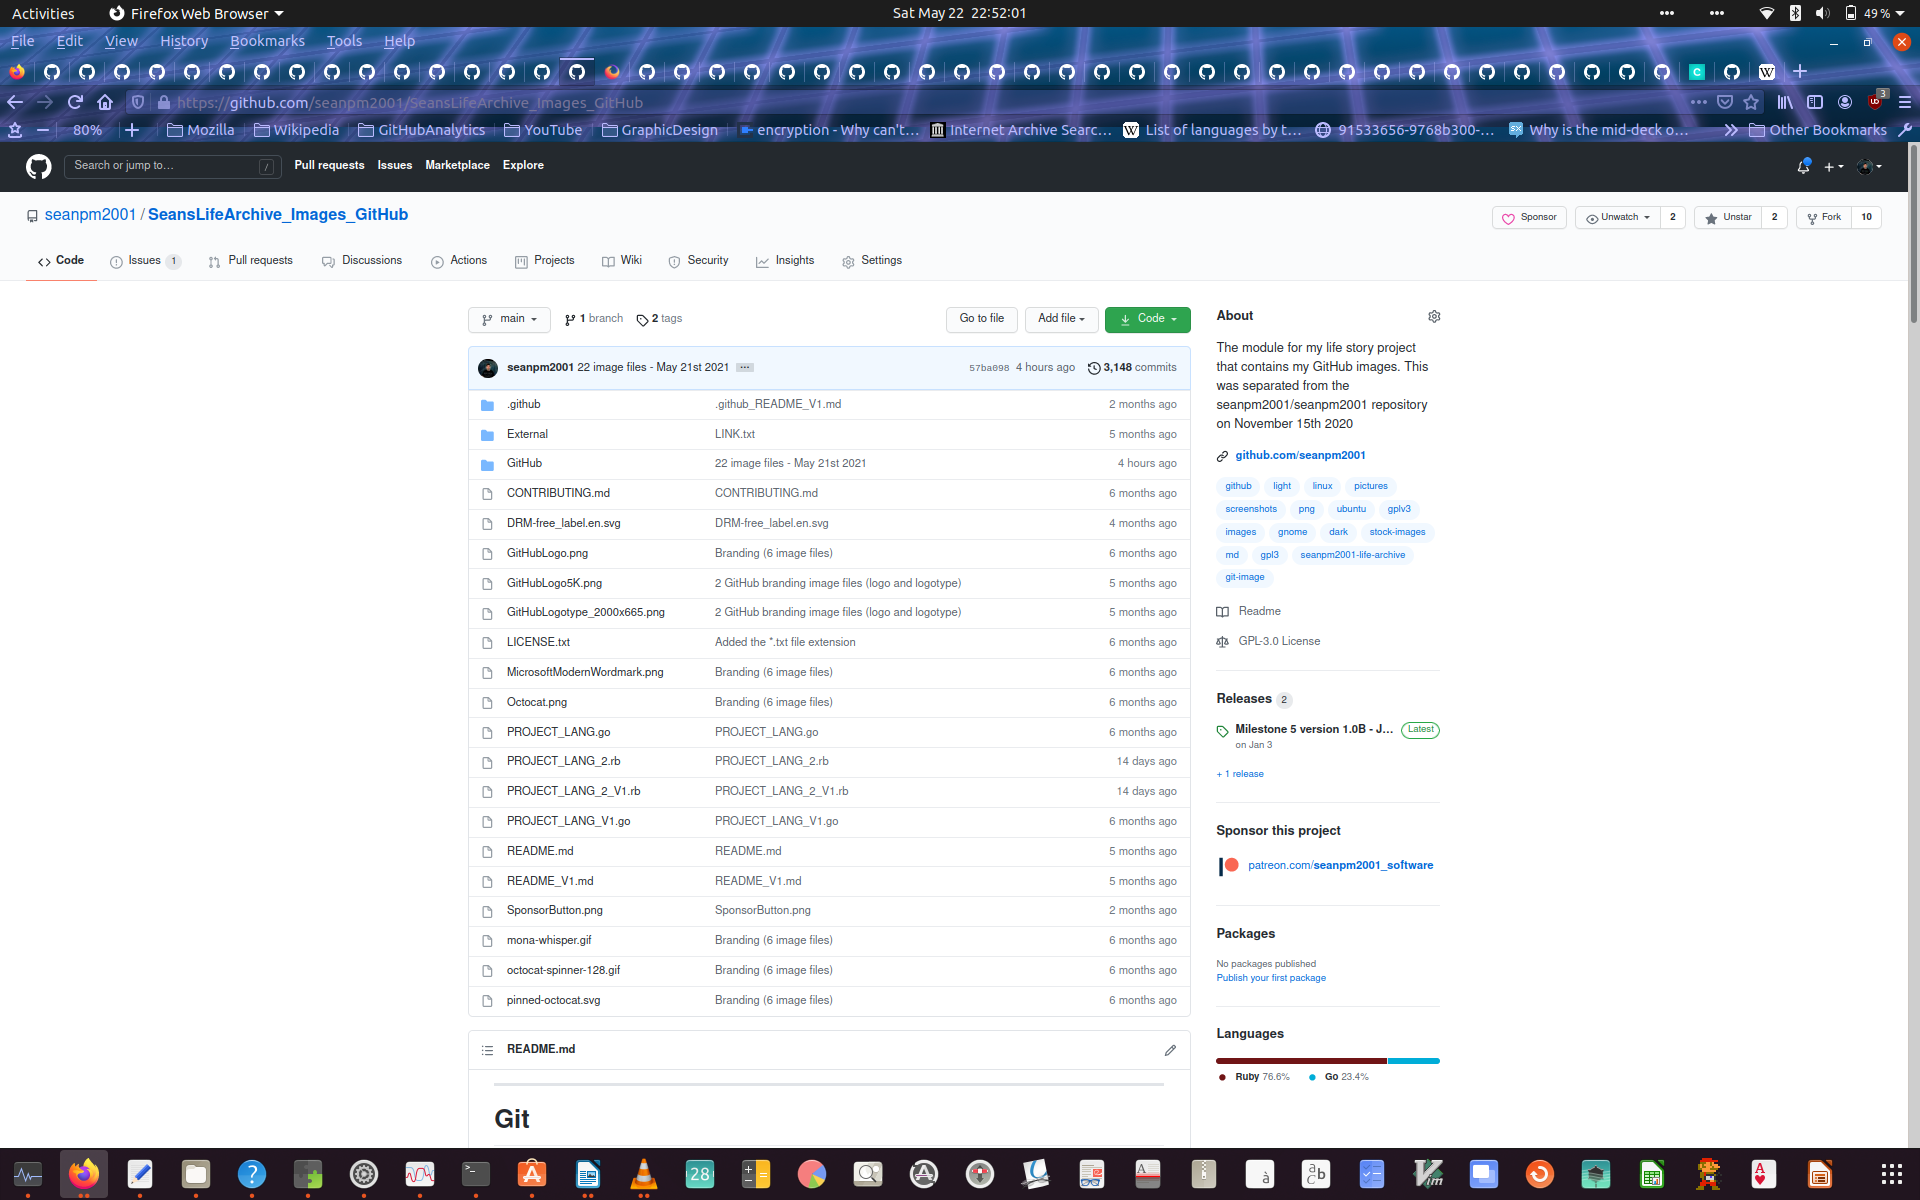 Activities Firefox Web Browser Sat May 22 22:52:01 49 %
File Edit View History Bookmarks Tools Help
https://github.com/seanpm2001/SeansLifeArchive_Images_GitHub 3
80% Mozilla Wikipedia GitHubAnalytics YouTube GraphicDesign encryption - Why can't... Internet Archive Searc... List of languages by t... 91533656-9768b300-... Why is the mid-deck o... Other Bookmarks
Search or jump to... / Pull requests Issues Marketplace Explore
seanpm2001 / SeansLifeArchive_Images_GitHub Sponsor Unwatch 2 Unstar 2 Fork 10
Code Issues 1 Pull requests Discussions Actions Projects Wiki Security Insights Settings
main 1 branch 2 tags Go to file Add file Code
seanpm2001 22 image files - May 21st 2021 ... 57ba098 4 hours ago 3,148 commits
.github .github_README_V1.md 2 months ago
External LINK.txt 5 months ago
GitHub 22 image files - May 21st 2021 4 hours ago
CONTRIBUTING.md CONTRIBUTING.md 6 months ago
DRM-free_label.en.svg DRM-free_label.en.svg 4 months ago
GitHubLogo.png Branding (6 image files) 6 months ago
GitHubLogo5K.png 2 GitHub branding image files (logo and logotype) 5 months ago
GitHubLogotype_2000x665.png 2 GitHub branding image files (logo and logotype) 5 months ago
LICENSE.txt Added the *.txt file extension 6 months ago
MicrosoftModernWordmark.png Branding (6 image files) 6 months ago
Octocat.png Branding (6 image files) 6 months ago
PROJECT_LANG.go PROJECT_LANG.go 6 months ago
PROJECT_LANG_2.rb PROJECT_LANG_2.rb 14 days ago
PROJECT_LANG_2_V1.rb PROJECT_LANG_2_V1.rb 14 days ago
PROJECT_LANG_V1.go PROJECT_LANG_V1.go 6 months ago
README.md README.md 5 months ago
README_V1.md README_V1.md 5 months ago
SponsorButton.png SponsorButton.png 2 months ago
mona-whisper.gif Branding (6 image files) 6 months ago
octocat-spinner-128.gif Branding (6 image files) 6 months ago
pinned-octocat.svg Branding (6 image files) 6 months ago
README.md
Git
About
The module for my life story project
that contains my GitHub images. This
was separated from the
seanpm2001/seanpm2001 repository
on November 15th 2020
github.com/seanpm2001
github light linux pictures
screenshots png ubuntu gplv3
images gnome dark stock-images
md gpl3 seanpm2001-life-archive
git-image
Readme
GPL-3.0 License
Releases 2
Milestone 5 version 1.0B - J... Latest
on Jan 3
+ 1 release
Sponsor this project
patreon.com/seanpm2001_software
Packages
No packages published
Publish your first package
Languages
Ruby 76.6% Go 23.4%
28